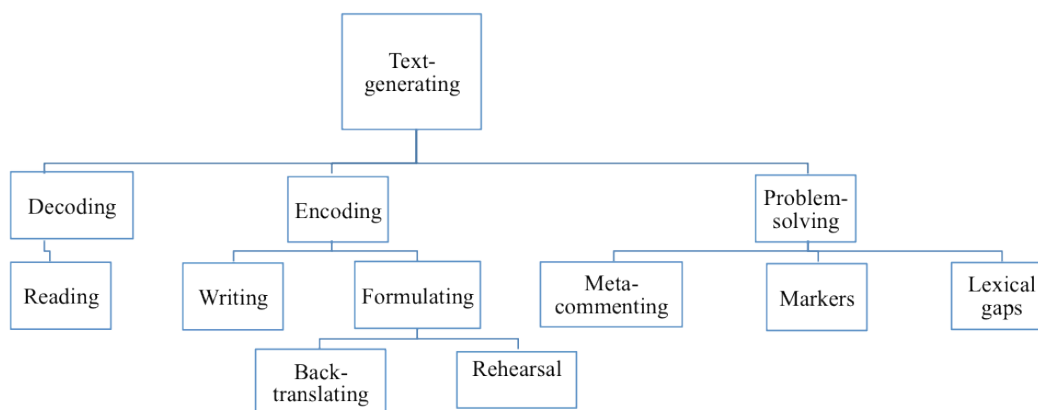 Text-
generating
Decoding
Encoding
Problem-
solving
Reading
Writing
Formulating
Meta-
commenting
Markers
Lexical
gaps
Back-
translating
Rehearsal